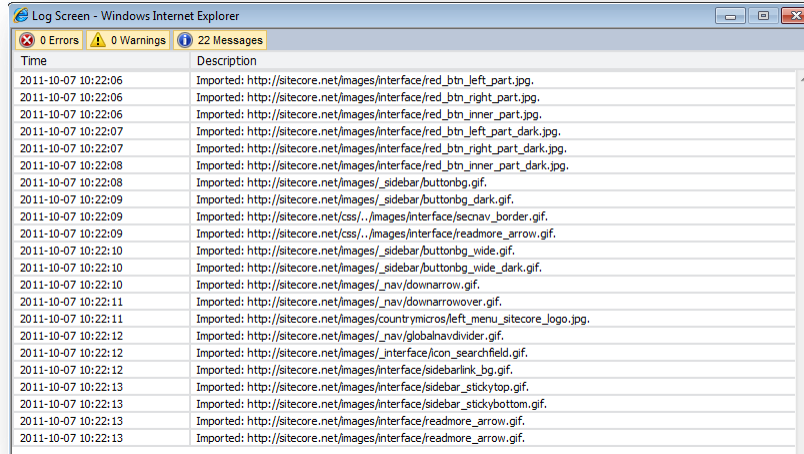 Log Screen - Windows Internet Explorer
0 Errors 0 Warnings 22 Messages
Time Description
2011-10-07 10:22:06 Imported: http://sitecore.net/images/interface/red_btn_left_part.jpg.
2011-10-07 10:22:06 Imported: http://sitecore.net/images/interface/red_btn_right_part.jpg.
2011-10-07 10:22:06 Imported: http://sitecore.net/images/interface/red_btn_inner_part.jpg.
2011-10-07 10:22:07 Imported: http://sitecore.net/images/interface/red_btn_left_part_dark.jpg.
2011-10-07 10:22:07 Imported: http://sitecore.net/images/interface/red_btn_right_part_dark.jpg.
2011-10-07 10:22:08 Imported: http://sitecore.net/images/interface/red_btn_inner_part_dark.jpg.
2011-10-07 10:22:08 Imported: http://sitecore.net/images/_sidebar/buttonbg.gif.
2011-10-07 10:22:09 Imported: http://sitecore.net/images/_sidebar/buttonbg_dark.gif.
2011-10-07 10:22:09 Imported: http://sitecore.net/css/../images/interface/secnav_border.gif.
2011-10-07 10:22:09 Imported: http://sitecore.net/css/../images/interface/readmore_arrow.gif.
2011-10-07 10:22:10 Imported: http://sitecore.net/images/_sidebar/buttonbg_wide.gif.
2011-10-07 10:22:10 Imported: http://sitecore.net/images/_sidebar/buttonbg_wide_dark.gif.
2011-10-07 10:22:10 Imported: http://sitecore.net/images/_nav/downarrow.gif.
2011-10-07 10:22:11 Imported: http://sitecore.net/images/_nav/downarrowover.gif.
2011-10-07 10:22:11 Imported: http://sitecore.net/images/countrymicros/left_menu_sitecore_logo.jpg.
2011-10-07 10:22:12 Imported: http://sitecore.net/images/_nav/globalnavdivider.gif.
2011-10-07 10:22:12 Imported: http://sitecore.net/images/_interface/icon_searchfield.gif.
2011-10-07 10:22:12 Imported: http://sitecore.net/images/interface/sidebarlink_bg.gif.
2011-10-07 10:22:13 Imported: http://sitecore.net/images/interface/sidebar_stickytop.gif.
2011-10-07 10:22:13 Imported: http://sitecore.net/images/interface/sidebar_stickybottom.gif.
2011-10-07 10:22:13 Imported: http://sitecore.net/images/interface/readmore_arrow.gif.
2011-10-07 10:22:13 Imported: http://sitecore.net/images/interface/readmore_arrow.gif.